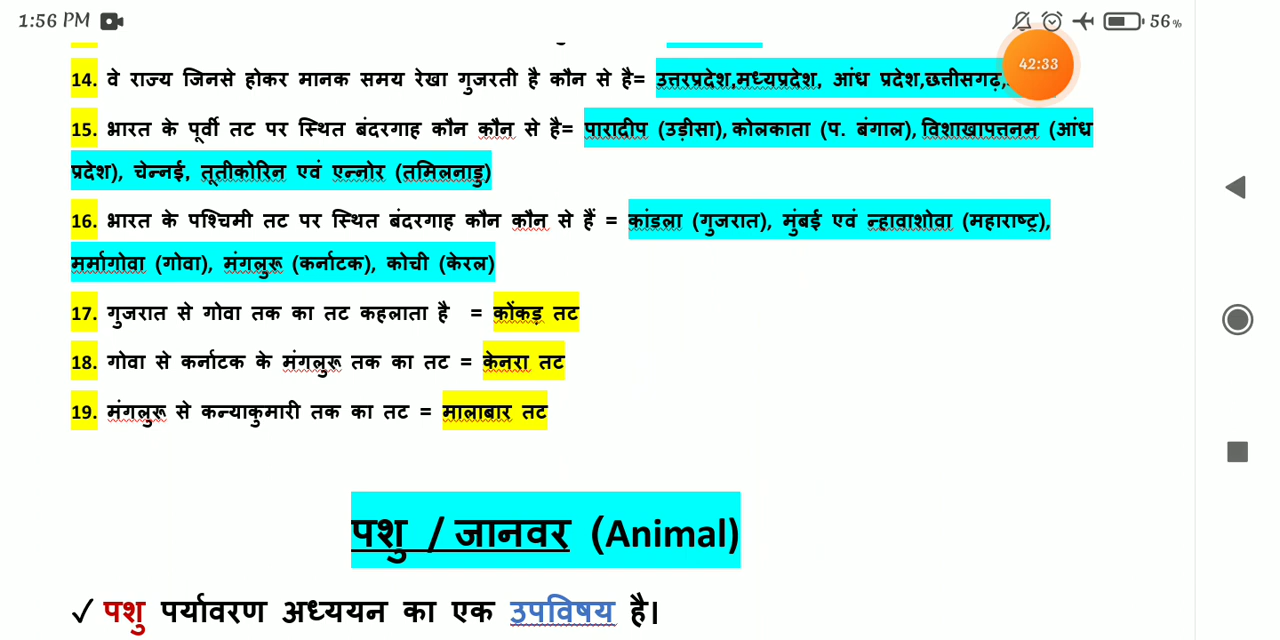 1:56 PM
56%
42:33
14. वे राज्य जिनसे होकर मानक समय रेखा गुजरती है कौन से है= उत्तरप्रदेश,मध्यप्रदेश, आंध्र प्रदेश,छत्तीसगढ़,
15. भारत के पूर्वी तट पर स्थित बंदरगाह कौन कौन से है= पारादीप (उड़ीसा), कोलकाता (प. बंगाल), विशाखापत्तनम (आंध्र
प्रदेश), चेन्नई, तूतीकोरिन एवं एन्नोर (तमिलनाडु)
16. भारत के पश्चिमी तट पर स्थित बंदरगाह कौन कौन से हैं = कांडला (गुजरात), मुंबई एवं न्हावाशोवा (महाराष्ट्र),
मर्मागोवा (गोवा), मंगलुरू (कर्नाटक), कोची (केरल)
17. गुजरात से गोवा तक का तट कहलाता है = कोंकड़ तट
18. गोवा से कर्नाटक के मंगलुरू तक का तट = केनरा तट
19. मंगलुरू से कन्याकुमारी तक का तट = मालाबार तट
पशु / जानवर (Animal)
✓ पशु पर्यावरण अध्ययन का एक उपविषय है।